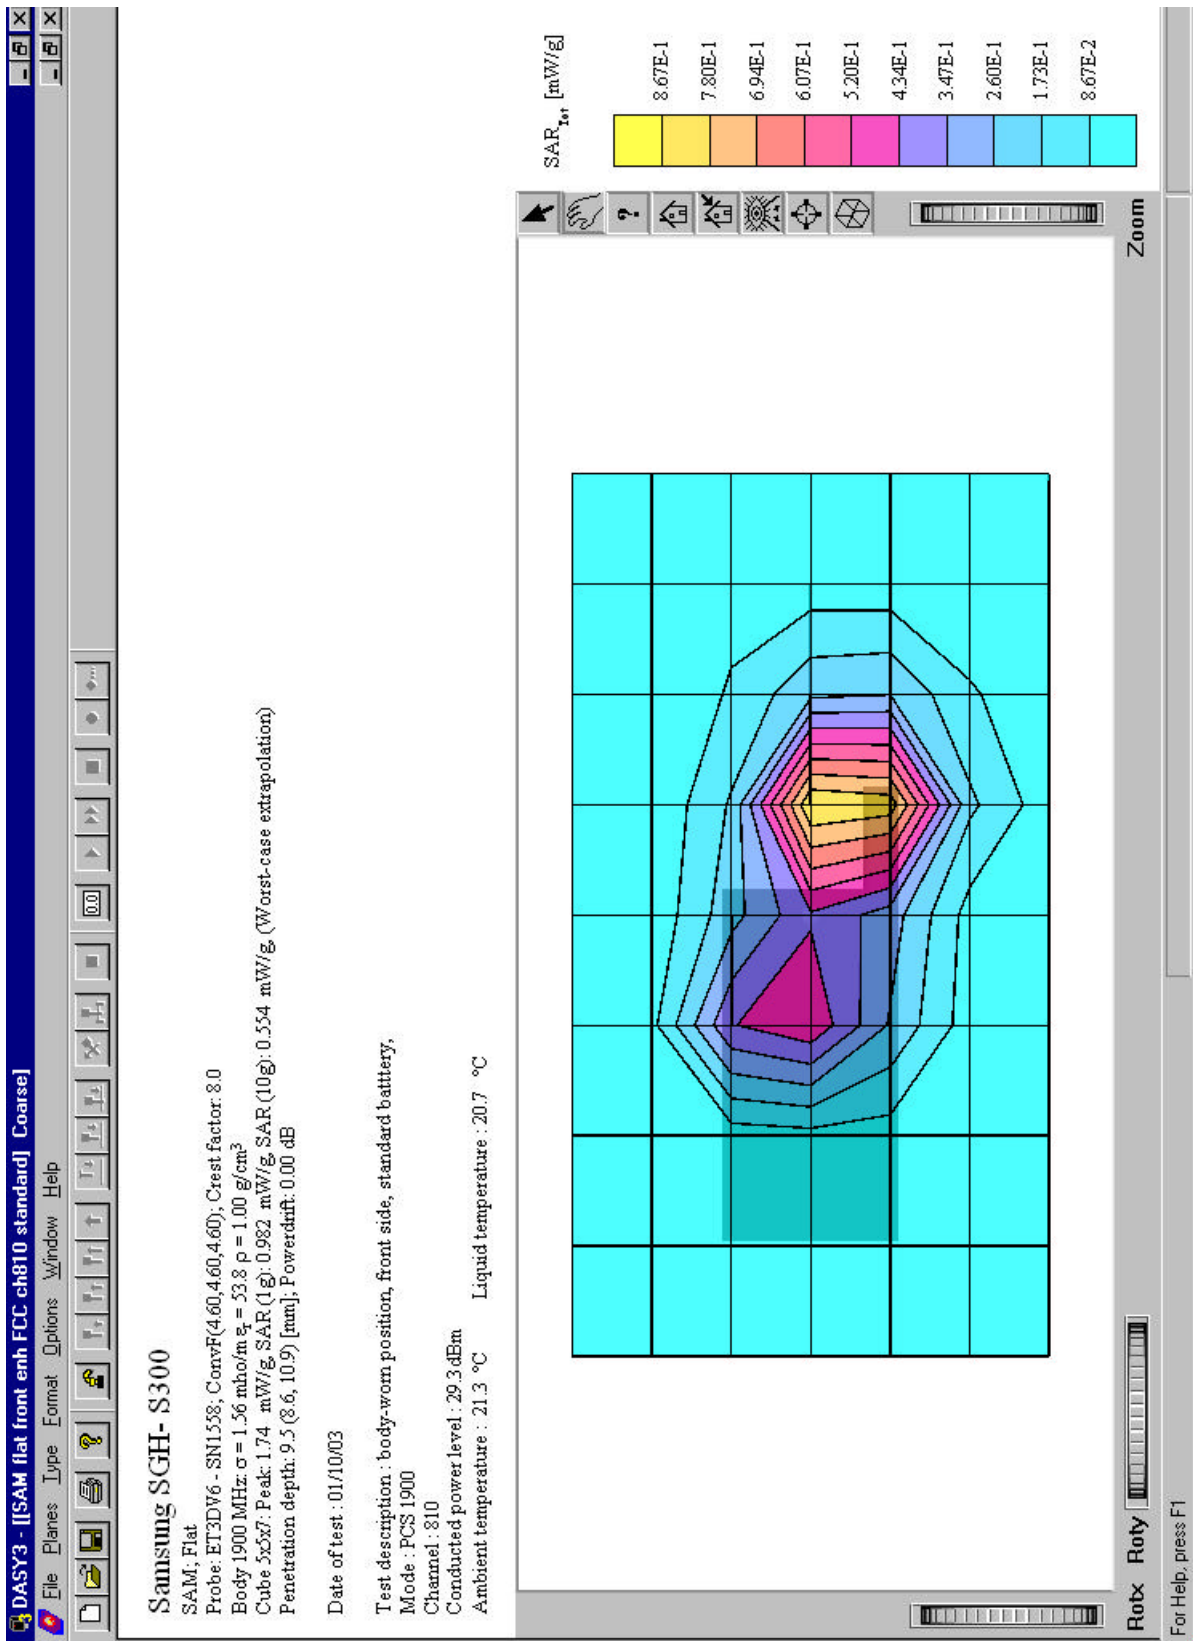 DASY3 - [[SAM flat front enh FCC ch810 standard] Coarse]
File Planes Type Format Options Window Help
0.0
Samsung SGH- S300
SAM; Flat
Probe: ET3DV6 - SN1558; ConvF(4.60,4.60,4.60); Crest factor: 8.0
Body 1900 MHz: σ = 1.56 mho/m εr = 53.8 ρ = 1.00 g/cm³
Cube 5x5x7: Peak: 1.74 mW/g, SAR (1g): 0.982 mW/g, SAR (10g): 0.554 mW/g, (Worst-case extrapolation)
Penetration depth: 9.5 (8.6, 10.9) [mm]; Powerdrift: 0.00 dB
Date of test : 01/10/03
Test description : body-worn position, front side, standard batttery,
Mode : PCS 1900
Channel : 810
Conducted power level : 29.3 dBm
Ambient temperature : 21.3 °C Liquid temperature : 20.7 °C
SARTot [mW/g]
8.67E-1
7.80E-1
6.94E-1
6.07E-1
5.20E-1
4.34E-1
3.47E-1
2.60E-1
1.73E-1
8.67E-2
Rotx Roty Zoom
For Help, press F1